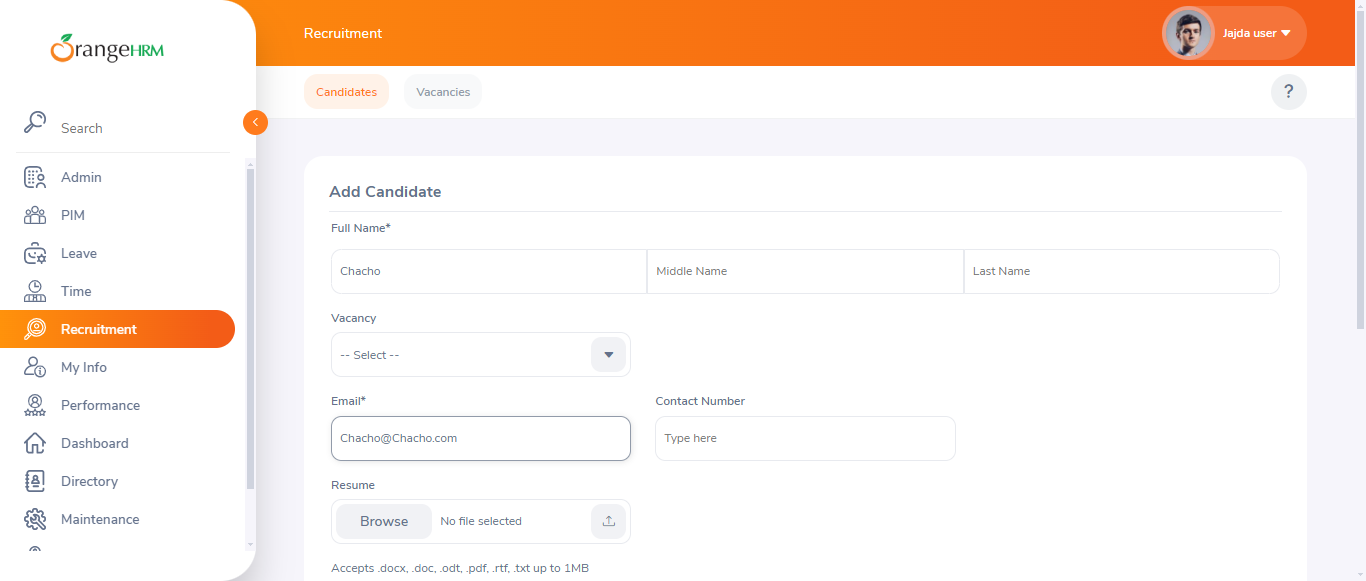 OrangeHRM
Recruitment
Jajda user
Candidates
Vacancies
?
Search
Admin
PIM
Leave
Time
Recruitment
My Info
Performance
Dashboard
Directory
Maintenance
Add Candidate
Full Name*
Chacho
Middle Name
Last Name
Vacancy
-- Select --
Email*
Contact Number
Chacho@Chacho.com
Type here
Resume
Browse
No file selected
Accepts .docx, .doc, .odt, .pdf, .rtf, .txt up to 1MB